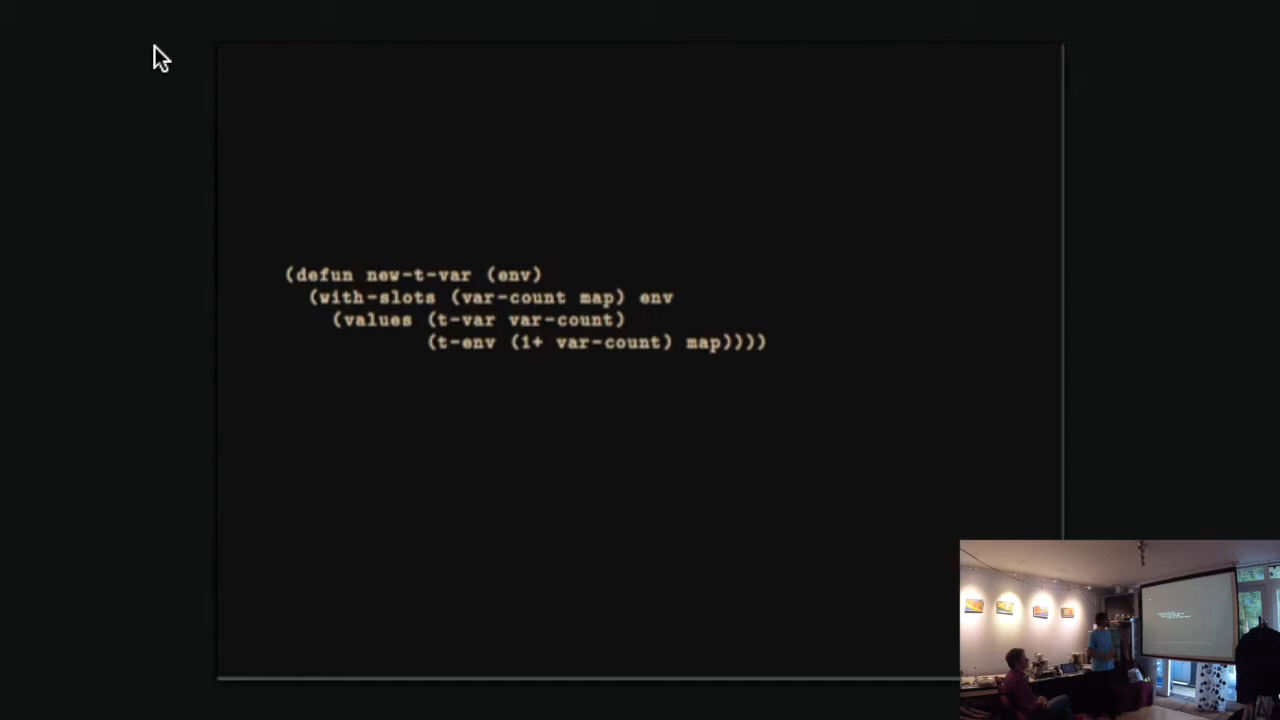 (defun new-t-var (env)
(with-slots (var-count map) env
(values (t-var var-count)
(t-env (1+ var-count) map))))